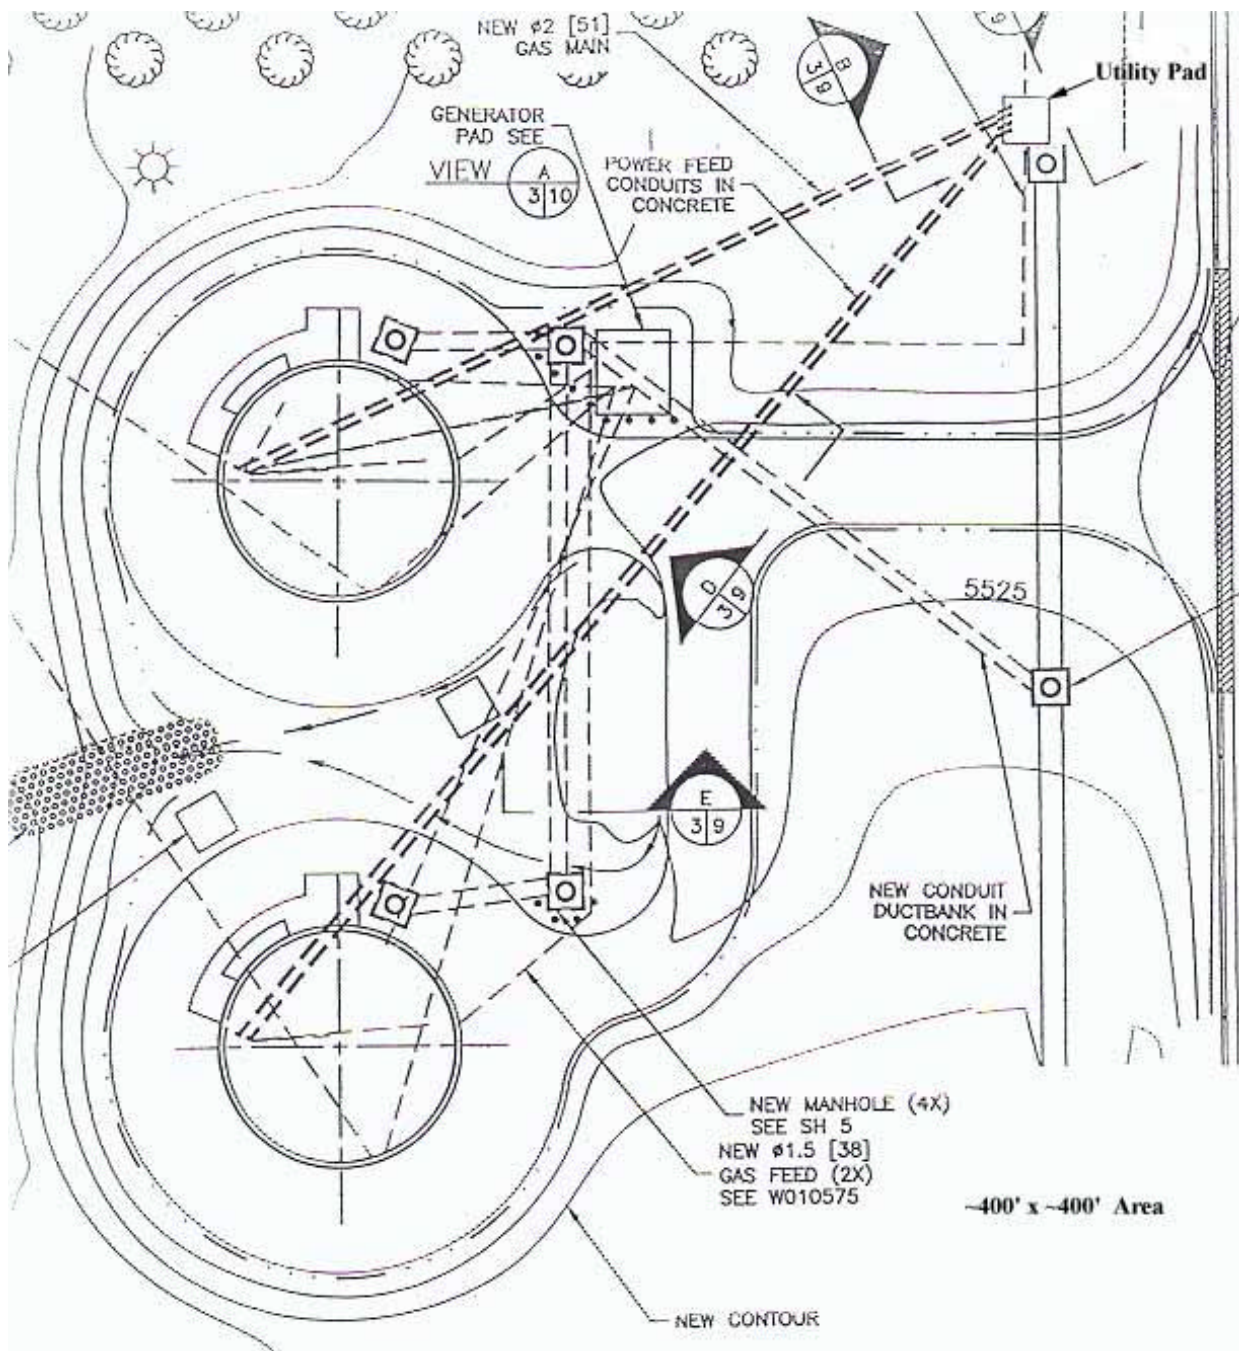 NEW ø2 [51]
GAS MAIN
B
3 9
9
Utility Pad
GENERATOR
PAD SEE
VIEW
A
3 10
POWER FEED
CONDUITS IN
CONCRETE
D
3 9
5525
E
3 9
NEW CONDUIT
DUCTBANK IN
CONCRETE
NEW MANHOLE (4X)
SEE SH 5
NEW ø1.5 [38]
GAS FEED (2X)
SEE W010575
~400' x ~400' Area
NEW CONTOUR